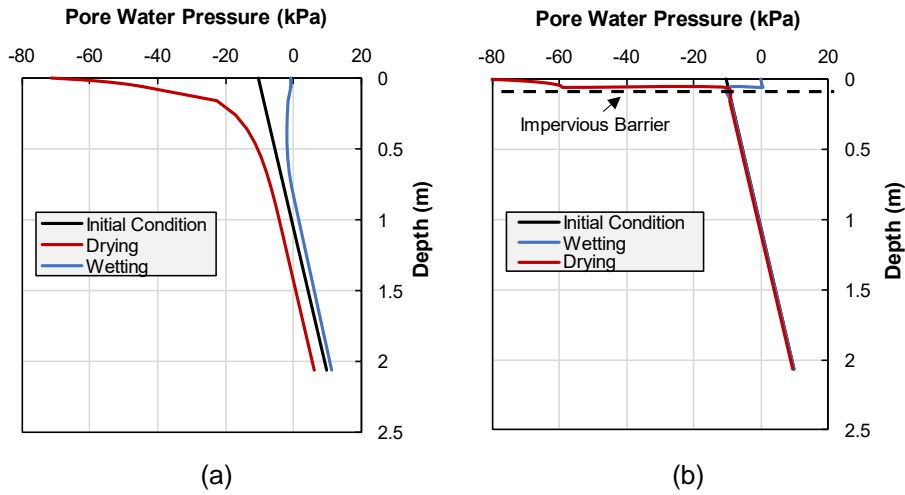 Pore Water Pressure (kPa)
-80 -60 -40 -20 0 20
0
0.5
1
1.5
2
2.5
Initial Condition
Drying
Wetting
Depth (m)
(a)
Pore Water Pressure (kPa)
-80 -60 -40 -20 0 20
0
0.5
1
1.5
2
2.5
Impervious Barrier
Initial Condition
Wetting
Drying
Depth (m)
(b)